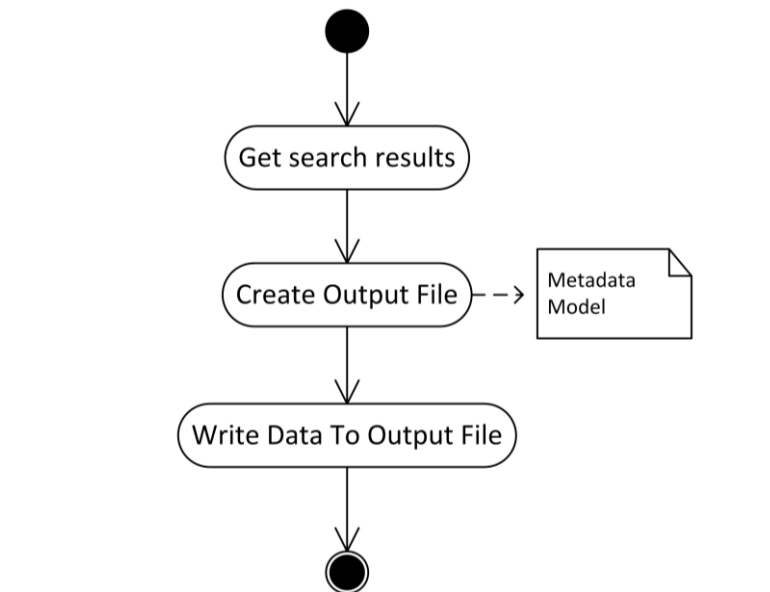 Get search results
Create Output File
Metadata
Model
Write Data To Output File